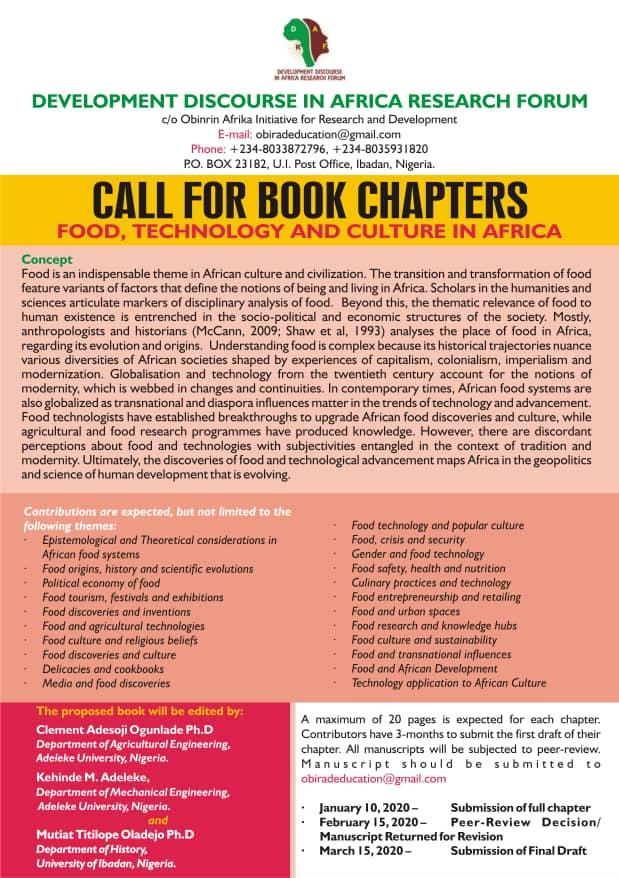 D A
R F
DEVELOPMENT DISCOURSE
IN AFRICA RESEARCH FORUM
DEVELOPMENT DISCOURSE IN AFRICA RESEARCH FORUM
c/o Obinrin Afrika Initiative for Research and Development
E-mail: obiradeducation@gmail.com
Phone: +234-8033872796, +234-8035931820
P.O. BOX 23182, U.I. Post Office, Ibadan, Nigeria.
CALL FOR BOOK CHAPTERS
FOOD, TECHNOLOGY AND CULTURE IN AFRICA
Concept
Food is an indispensable theme in African culture and civilization. The transition and transformation of food
feature variants of factors that define the notions of being and living in Africa. Scholars in the humanities and
sciences articulate markers of disciplinary analysis of food. Beyond this, the thematic relevance of food to
human existence is entrenched in the socio-political and economic structures of the society. Mostly,
anthropologists and historians (McCann, 2009; Shaw et al, 1993) analyses the place of food in Africa,
regarding its evolution and origins. Understanding food is complex because its historical trajectories nuance
various diversities of African societies shaped by experiences of capitalism, colonialism, imperialism and
modernization. Globalisation and technology from the twentieth century account for the notions of
modernity, which is webbed in changes and continuities. In contemporary times, African food systems are
also globalized as transnational and diaspora influences matter in the trends of technology and advancement.
Food technologists have established breakthroughs to upgrade African food discoveries and culture, while
agricultural and food research programmes have produced knowledge. However, there are discordant
perceptions about food and technologies with subjectivities entangled in the context of tradition and
modernity. Ultimately, the discoveries of food and technological advancement maps Africa in the geopolitics
and science of human development that is evolving.
Contributions are expected, but not limited to the
following themes:
· Epistemological and Theoretical considerations in
African food systems
· Food origins, history and scientific evolutions
· Political economy of food
· Food tourism, festivals and exhibitions
· Food discoveries and inventions
· Food and agricultural technologies
· Food culture and religious beliefs
· Food discoveries and culture
· Delicacies and cookbooks
· Media and food discoveries
· Food technology and popular culture
· Food, crisis and security
· Gender and food technology
· Food safety, health and nutrition
· Culinary practices and technology
· Food entrepreneurship and retailing
· Food and urban spaces
· Food research and knowledge hubs
· Food culture and sustainability
· Food and transnational influences
· Food and African Development
· Technology application to African Culture
The proposed book will be edited by:
Clement Adesoji Ogunlade Ph.D
Department of Agricultural Engineering,
Adeleke University, Nigeria.
Kehinde M. Adeleke,
Department of Mechanical Engineering,
Adeleke University, Nigeria.
and
Mutiat Titilope Oladejo Ph.D
Department of History,
University of Ibadan, Nigeria.
A maximum of 20 pages is expected for each chapter.
Contributors have 3-months to submit the first draft of their
chapter. All manuscripts will be subjected to peer-review.
Manuscript should be submitted to
obiradeducation@gmail.com
· January 10, 2020 – Submission of full chapter
· February 15, 2020 – Peer-Review Decision/
Manuscript Returned for Revision
· March 15, 2020 – Submission of Final Draft